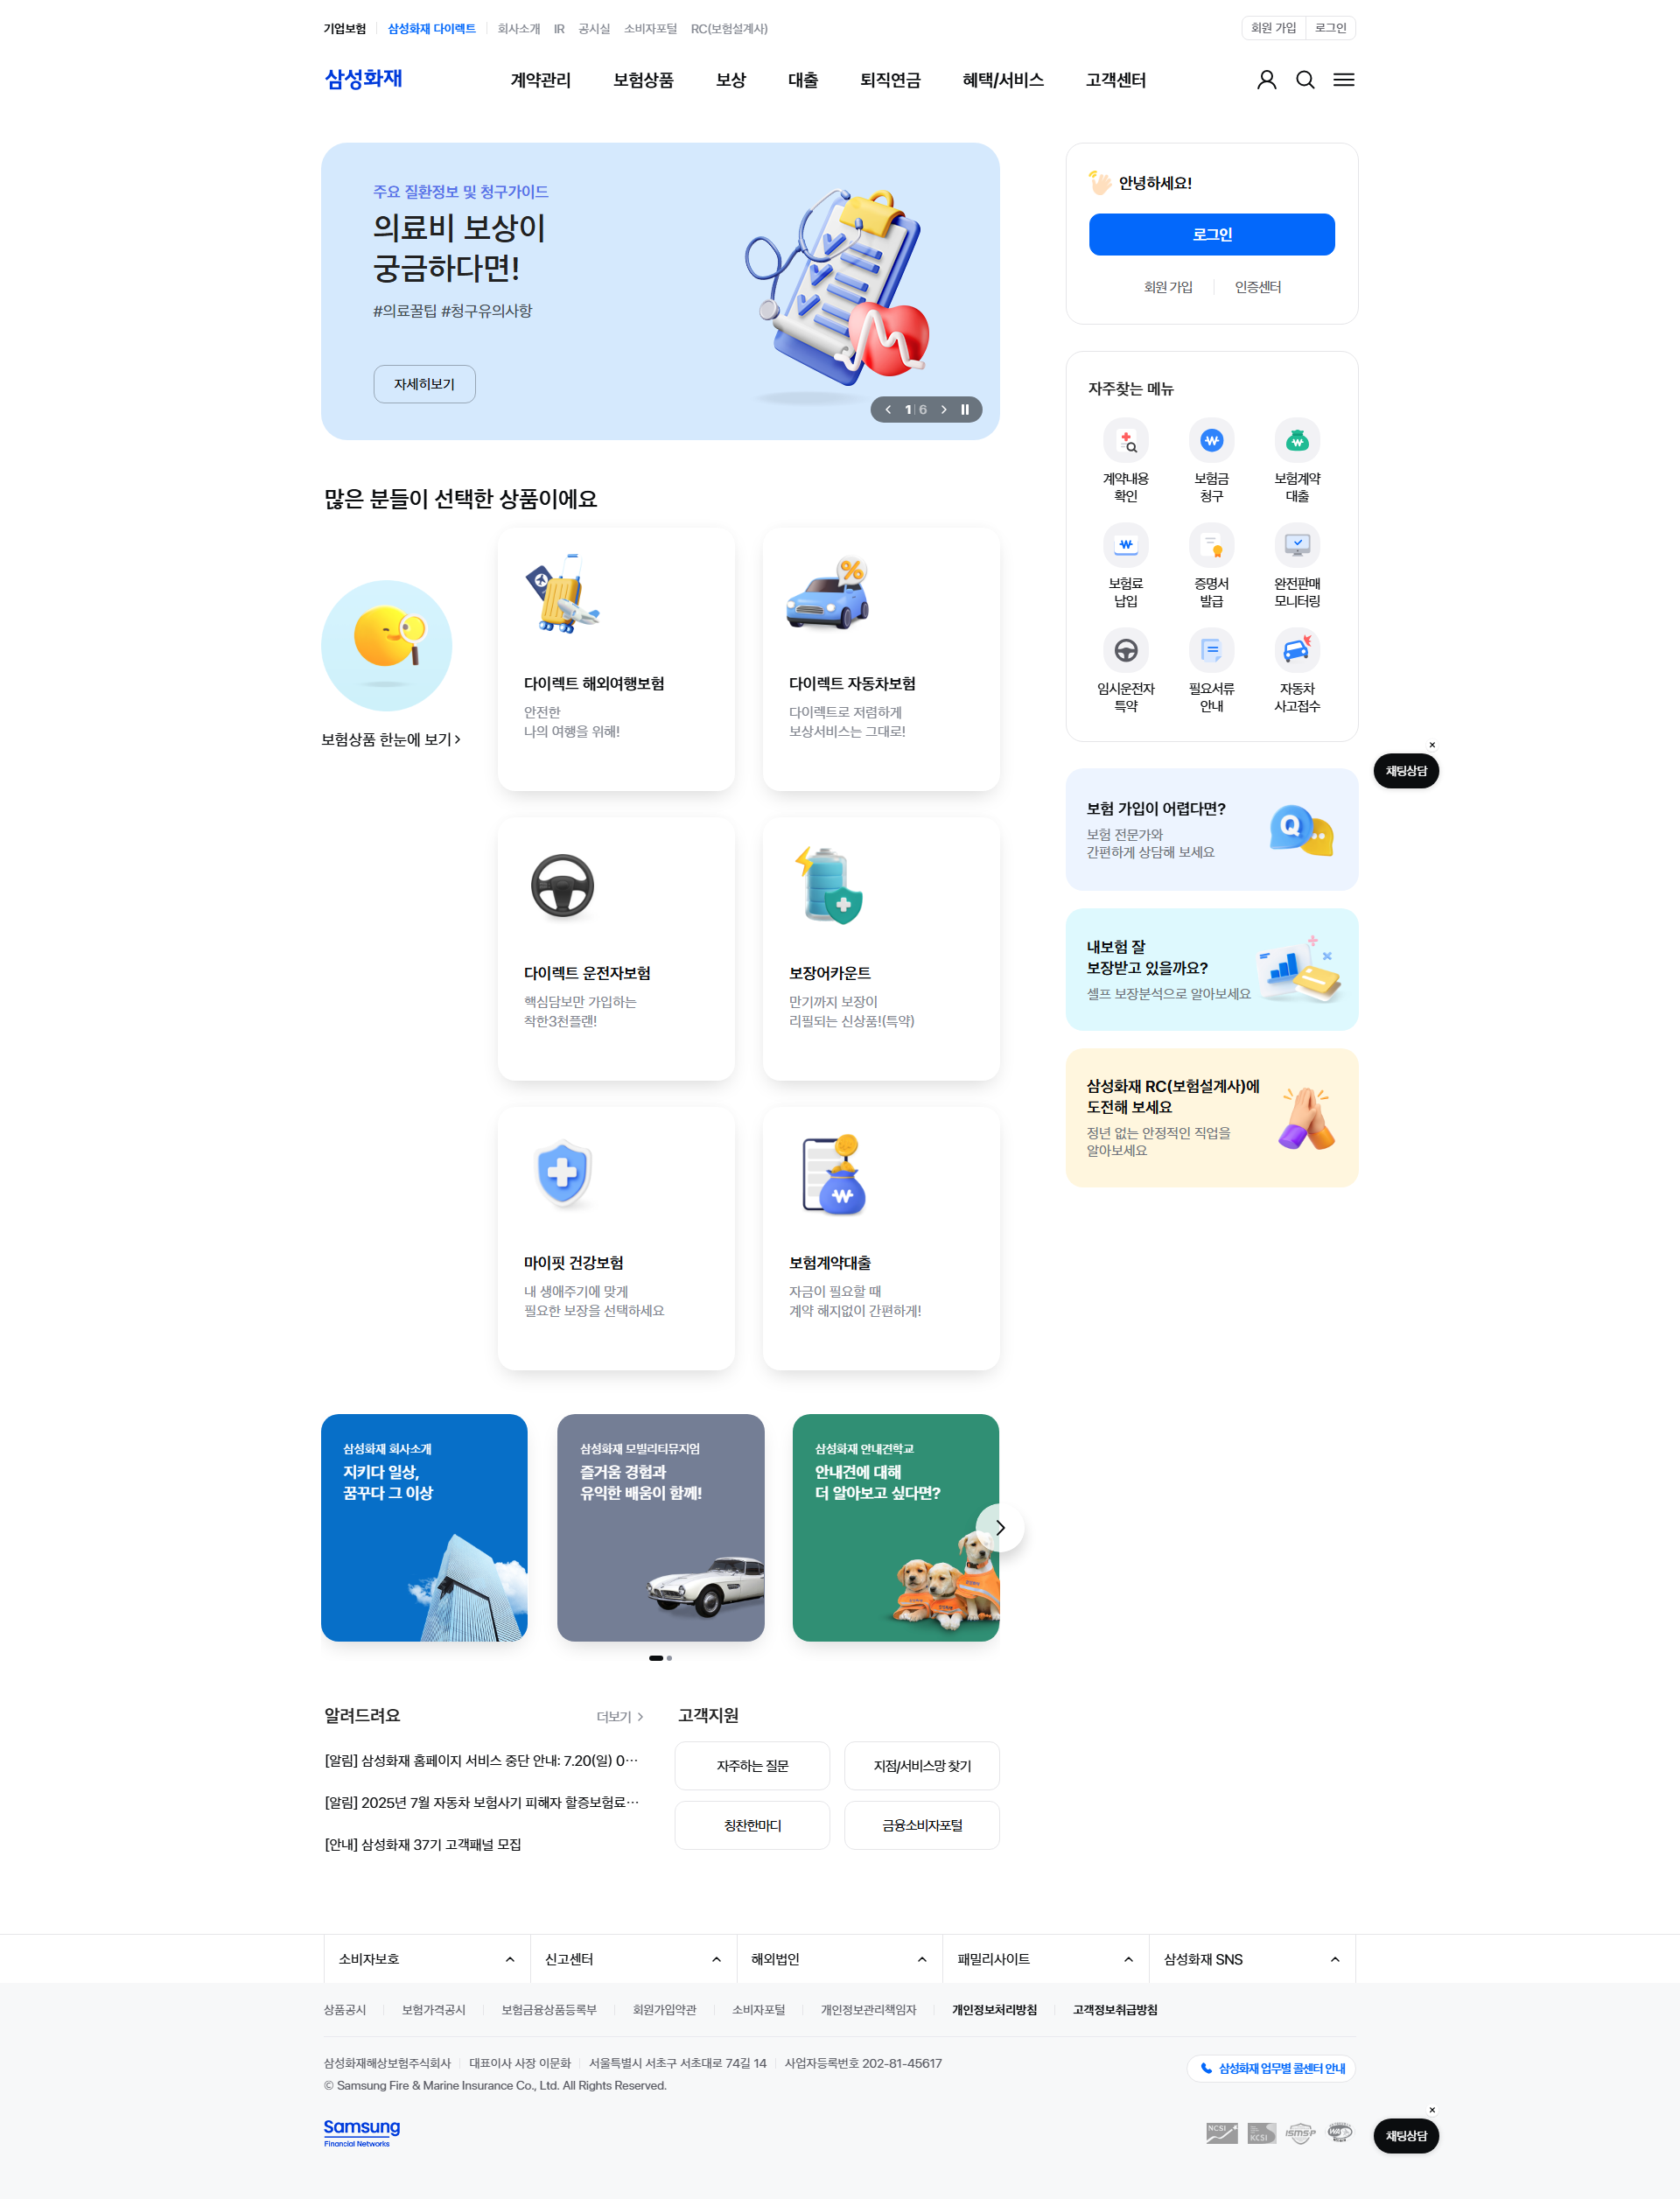 기업보험 삼성화재 다이렉트 회사소개 IR 공시실 소비자포털 RC(보험설계사) 회원 가입 로그인
삼성화재 계약관리 보험상품 보상 대출 퇴직연금 혜택/서비스 고객센터
주요 질환정보 및 청구가이드
의료비 보상이
궁금하다면!
#의료꿀팁 #청구유의사항
자세히보기
1 6
안녕하세요!
로그인
회원 가입 인증센터
자주찾는 메뉴
계약내용
확인
보험금
청구
보험계약
대출
보험료
납입
증명서
발급
완전판매
모니터링
임시운전자
특약
필요서류
안내
자동차
사고접수
많은 분들이 선택한 상품이에요
보험상품 한눈에 보기
다이렉트 해외여행보험
안전한
나의 여행을 위해!
다이렉트 자동차보험
다이렉트로 저렴하게
보상서비스는 그대로!
다이렉트 운전자보험
핵심담보만 가입하는
착한3천플랜!
보장어카운트
만기까지 보장이
리필되는 신상품!(특약)
마이핏 건강보험
내 생애주기에 맞게
필요한 보장을 선택하세요
보험계약대출
자금이 필요할 때
계약 해지없이 간편하게!
채팅상담
보험 가입이 어렵다면?
보험 전문가와
간편하게 상담해 보세요
Q
내보험 잘
보장받고 있을까요?
셀프 보장분석으로 알아보세요
삼성화재 RC(보험설계사)에
도전해 보세요
정년 없는 안정적인 직업을
알아보세요
삼성화재 회사소개
지키다 일상,
꿈꾸다 그 이상
삼성화재 모빌리티뮤지엄
즐거움 경험과
유익한 배움이 함께!
삼성화재 안내견학교
안내견에 대해
더 알아보고 싶다면?
알려드려요 더보기
[알림] 삼성화재 홈페이지 서비스 중단 안내: 7.20(일) 0…
[알림] 2025년 7월 자동차 보험사기 피해자 할증보험료…
[안내] 삼성화재 37기 고객패널 모집
고객지원
자주하는 질문 지점/서비스망 찾기
칭찬한마디 금융소비자포털
소비자보호 신고센터 해외법인 패밀리사이트 삼성화재 SNS
상품공시 보험가격공시 보험금융상품등록부 회원가입약관 소비자포털 개인정보관리책임자 개인정보처리방침 고객정보취급방침
삼성화재해상보험주식회사 대표이사 사장 이문화 서울특별시 서초구 서초대로 74길 14 사업자등록번호 202-81-45617
© Samsung Fire & Marine Insurance Co., Ltd. All Rights Reserved.
삼성화재 업무별 콜센터 안내
Samsung
Financial Networks
NCSI KCSI ISMS-P WA
채팅상담